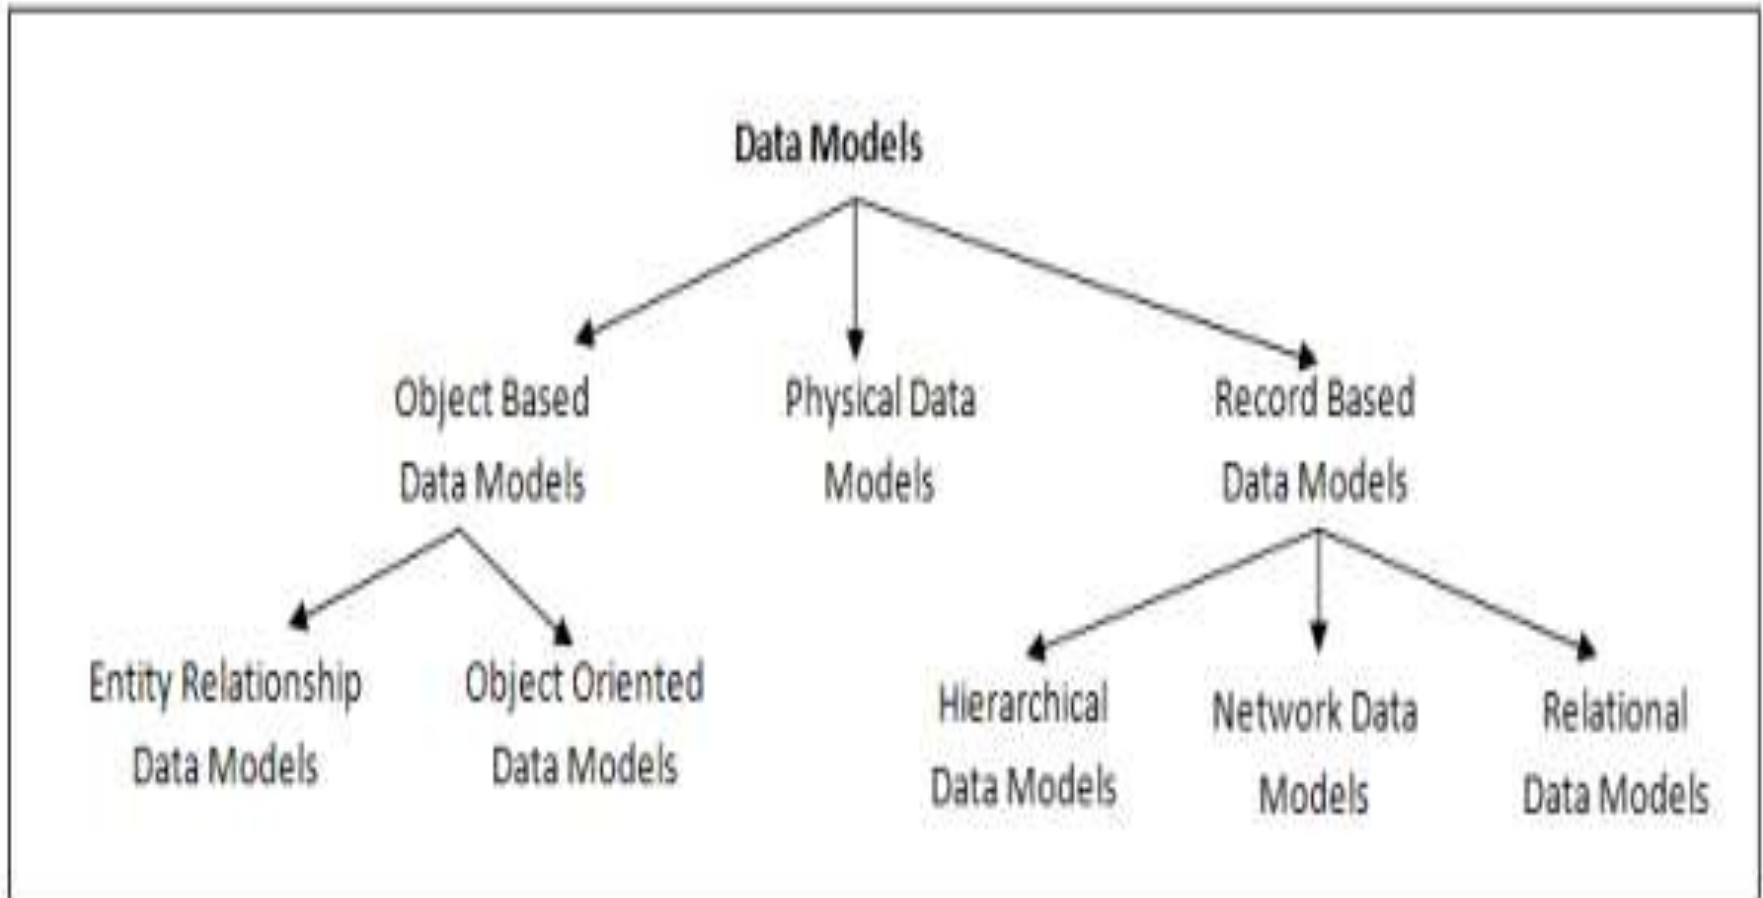 Data Models
Object Based
Data Models
Physical Data
Models
Record Based
Data Models
Entity Relationship
Data Models
Object Oriented
Data Models
Hierarchical
Data Models
Network Data
Models
Relational
Data Models